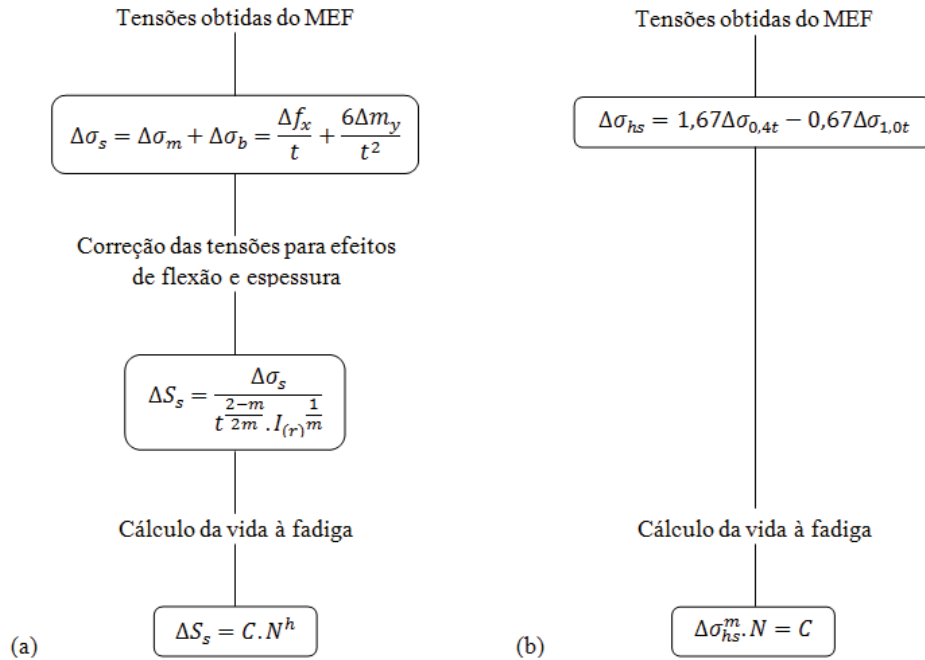 Tensões obtidas do MEF
Δσ_s = Δσ_m + Δσ_b = Δf_x/t + 6Δm_y/t²
Correção das tensões para efeitos
de flexão e espessura
ΔS_s = Δσ_s/(t^((2−m)/(2m)) . I_(r)^(1/m))
Cálculo da vida à fadiga
(a)
ΔS_s = C.N^h
Tensões obtidas do MEF
Δσ_hs = 1,67Δσ_0,4t − 0,67Δσ_1,0t
Cálculo da vida à fadiga
(b)
Δσ_hs^m.N = C